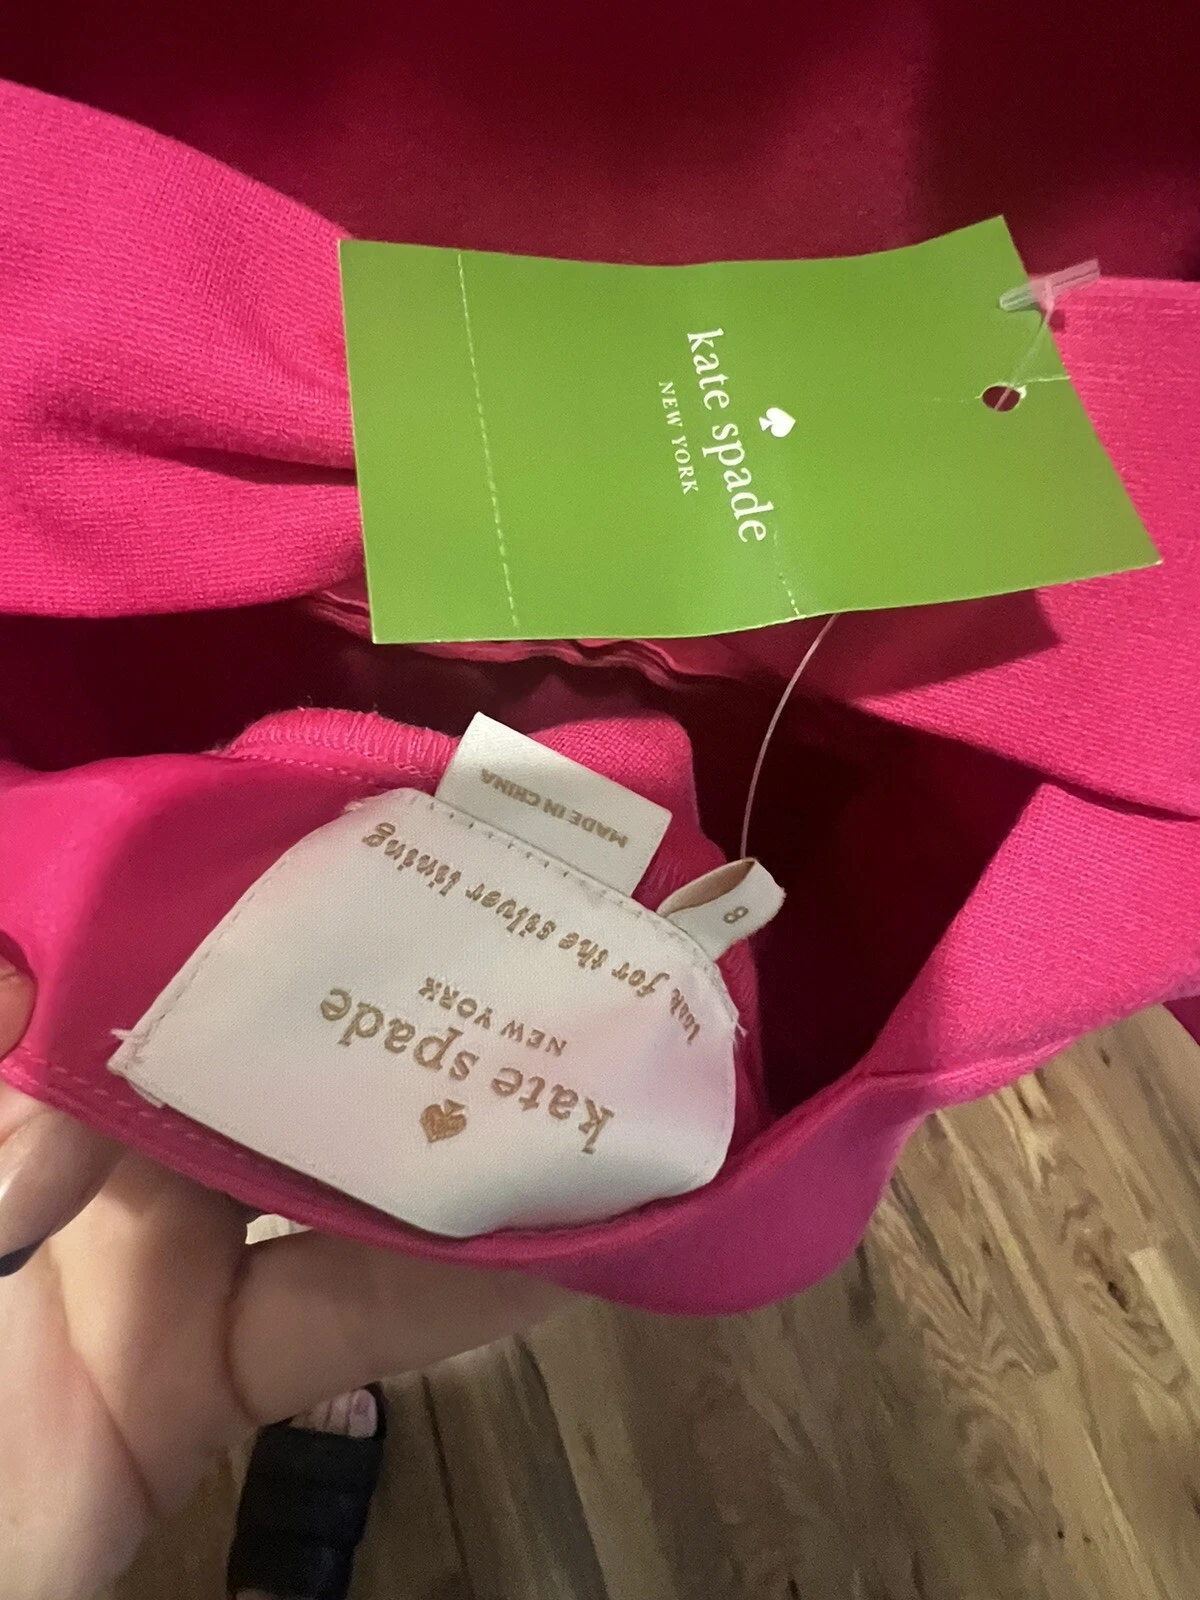 kate spade
NEW YORK
MADE IN CHINA
8
kate spade
NEW YORK
look for the silver lining